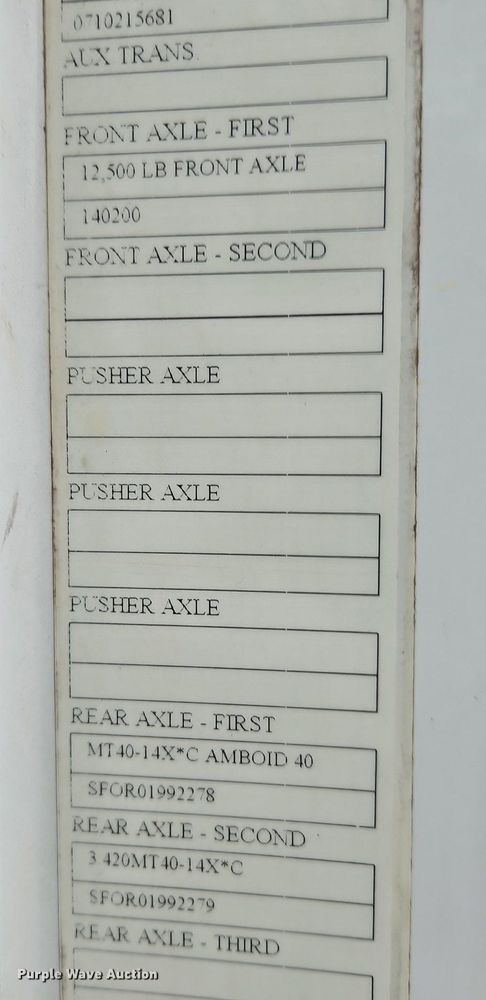 0710215681
AUX TRANS.
FRONT AXLE - FIRST
12,500 LB FRONT AXLE
140200
FRONT AXLE - SECOND
PUSHER AXLE
PUSHER AXLE
PUSHER AXLE
REAR AXLE - FIRST
MT40-14X*C AMBOID 40
SFOR01992278
REAR AXLE - SECOND
3 420MT40-14X*C
SFOR01992279
REAR AXLE - THIRD
Purple Wave Auction